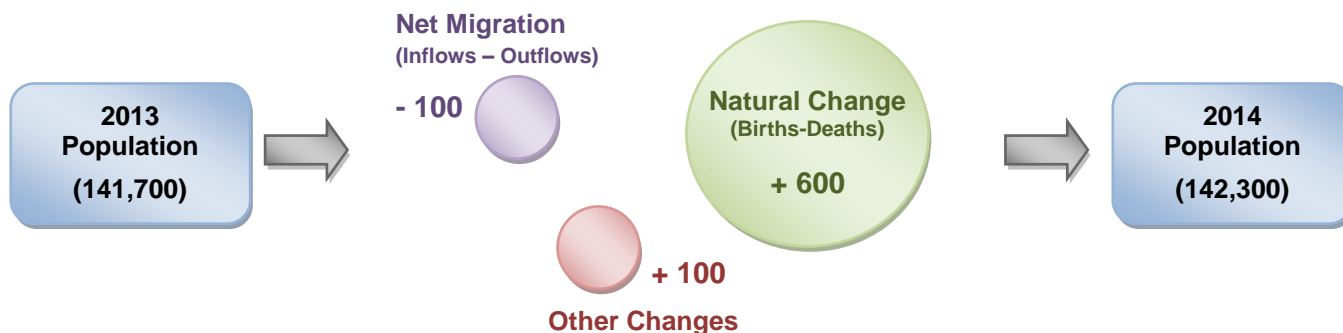 2013
Population
(141,700)
Net Migration
(Inflows – Outflows)
- 100
Natural Change
(Births-Deaths)
+ 600
+ 100
Other Changes
2014
Population
(142,300)